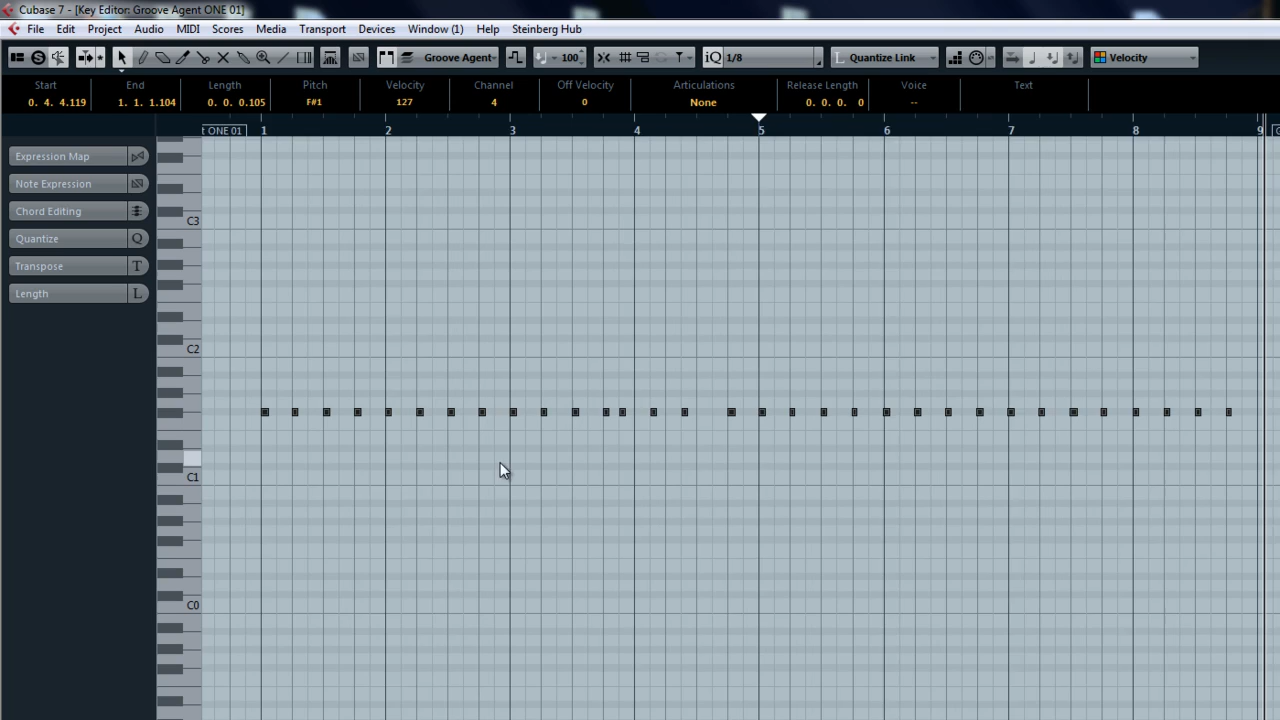 Cubase 7 - [Key Editor: Groove Agent ONE 01]
File Edit Project Audio MIDI Scores Media Transport Devices Window (1) Help Steinberg Hub
Groove Agent 100 iQ 1/8 Quantize Link Velocity
Start End Length Pitch Velocity Channel Off Velocity Articulations Release Length Voice Text
0. 4. 4.119 1. 1. 1.104 0. 0. 0.105 F#1 127 4 0 None 0. 0. 0. 0 --
t ONE 01 1 2 3 4 5 6 7 8 9
Expression Map
Note Expression
Chord Editing
Quantize Q
Transpose T
Length L
C3
C2
C1
C0